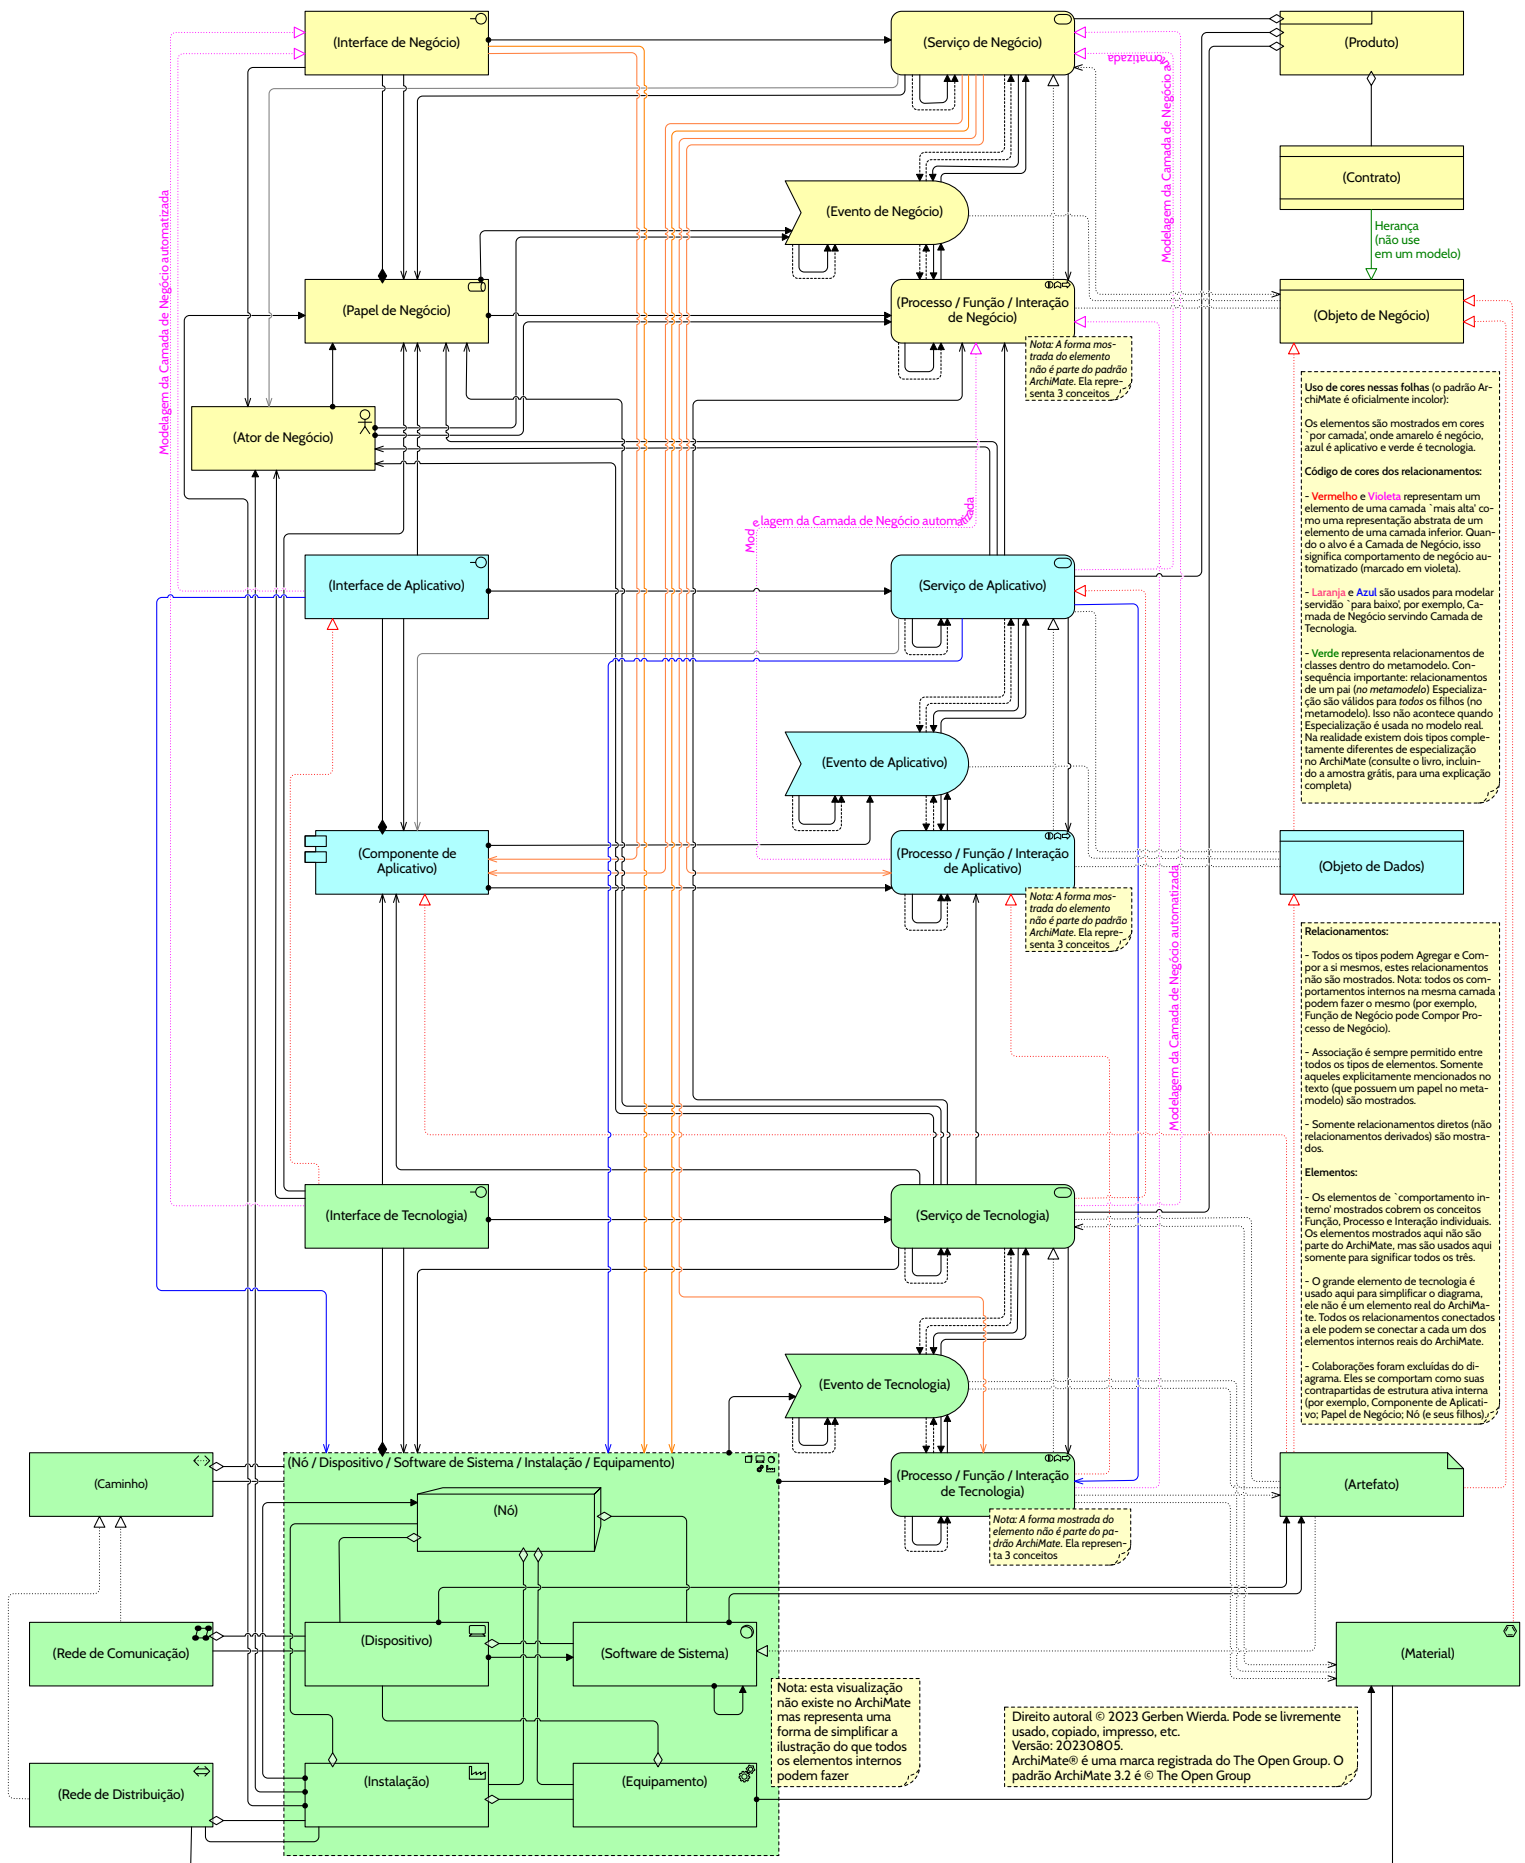 (Interface de Negócio)
(Serviço de Negócio)
(Produto)
Modelagem da Camada de Negócio a
utomatizada
(Contrato)
Modelagem da Camada de Negócio automatizada
(Evento de Negócio)
Herança
(não use
em um modelo)
(Papel de Negócio)
(Processo / Função / Interação
de Negócio)
(Objeto de Negócio)
Nota: A forma mos-
trada do elemento
não é parte do padrão
ArchiMate. Ela repre-
senta 3 conceitos
(Ator de Negócio)
Uso de cores nessas folhas (o padrão Ar-
chiMate é oficialmente incolor):
Os elementos são mostrados em cores
`por camada', onde amarelo é negócio,
azul é aplicativo e verde é tecnologia.
Código de cores dos relacionamentos:
- Vermelho e Violeta representam um
elemento de uma camada `mais alta' co-
mo uma representação abstrata de um
elemento de uma camada inferior. Quan-
do o alvo é a Camada de Negócio, isso
significa comportamento de negócio au-
tomatizado (marcado em violeta).
- Laranja e Azul são usados para modelar
servidão `para baixo', por exemplo, Ca-
mada de Negócio servindo Camada de
Tecnologia.
- Verde representa relacionamentos de
classes dentro do metamodelo. Con-
sequência importante: relacionamentos
de um pai (no metamodelo) Especializa-
ção são válidos para todos os filhos (no
metamodelo). Isso não acontece quando
Especialização é usada no modelo real.
Na realidade existem dois tipos comple-
tamente diferentes de especialização
no ArchiMate (consulte o livro, incluin-
do a amostra grátis, para uma explicação
completa)
Modelagem da Camada de Negócio automatizada
(Interface de Aplicativo)
(Serviço de Aplicativo)
(Evento de Aplicativo)
(Componente de
Aplicativo)
(Processo / Função / Interação
de Aplicativo)
(Objeto de Dados)
Nota: A forma mos-
trada do elemento
não é parte do padrão
ArchiMate. Ela repre-
senta 3 conceitos
Modelagem da Camada de Negócio automatizada
Relacionamentos:
- Todos os tipos podem Agregar e Com-
por a si mesmos, estes relacionamentos
não são mostrados. Nota: todos os com-
portamentos internos na mesma camada
podem fazer o mesmo (por exemplo,
Função de Negócio pode Compor Pro-
cesso de Negócio).
- Associação é sempre permitido entre
todos os tipos de elementos. Somente
aqueles explicitamente mencionados no
texto (que possuem um papel no meta-
modelo) são mostrados.
- Somente relacionamentos diretos (não
relacionamentos derivados) são mostra-
dos.
Elementos:
- Os elementos de `comportamento in-
terno' mostrados cobrem os conceitos
Função, Processo e Interação individuais.
Os elementos mostrados aqui não são
parte do ArchiMate, mas são usados aqui
somente para significar todos os três.
- O grande elemento de tecnologia é
usado aqui para simplificar o diagrama,
ele não é um elemento real do ArchiMa-
te. Todos os relacionamentos conectados
a ele podem se conectar a cada um dos
elementos internos reais do ArchiMate.
- Colaborações foram excluídas do di-
agrama. Eles se comportam como suas
contrapartidas de estrutura ativa interna
(por exemplo, Componente de Aplicati-
vo; Papel de Negócio; Nó (e seus filhos).
(Interface de Tecnologia)
(Serviço de Tecnologia)
(Evento de Tecnologia)
(Caminho)
(Nó / Dispositivo / Software de Sistema / Instalação / Equipamento)
(Processo / Função / Interação
de Tecnologia)
(Artefato)
(Nó)
Nota: A forma mostrada do
elemento não é parte do pa-
drão ArchiMate. Ela represen-
ta 3 conceitos
(Rede de Comunicação)
(Dispositivo)
(Software de Sistema)
(Material)
Nota: esta visualização
não existe no ArchiMate
mas representa uma
forma de simplificar a
ilustração do que todos
os elementos internos
podem fazer
Direito autoral © 2023 Gerben Wierda. Pode se livremente
usado, copiado, impresso, etc.
Versão: 20230805.
ArchiMate® é uma marca registrada do The Open Group. O
padrão ArchiMate 3.2 é © The Open Group
(Rede de Distribuição)
(Instalação)
(Equipamento)